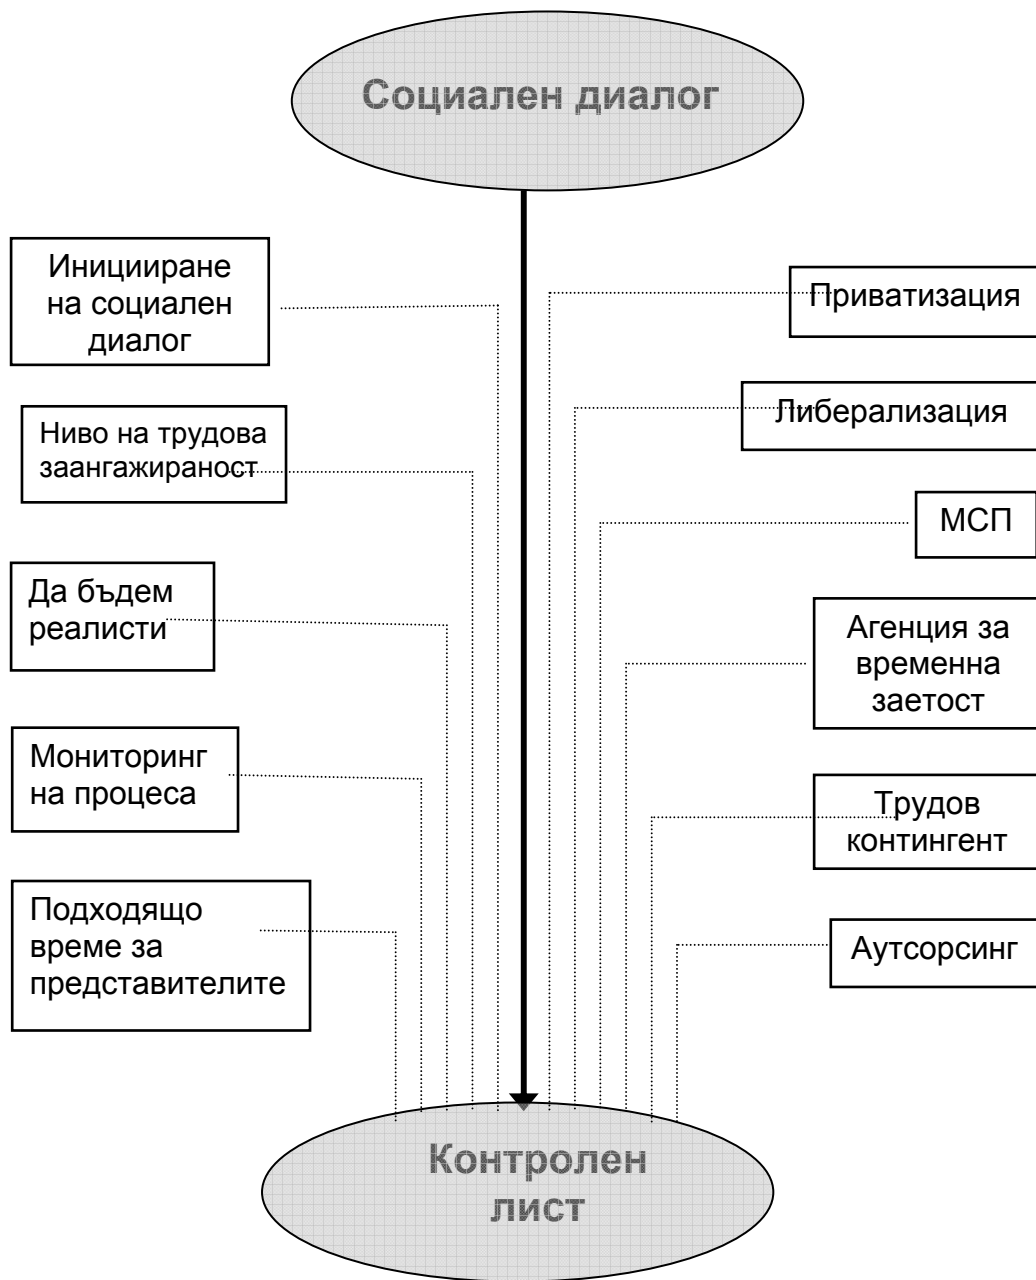 Социален диалог
Иницииране
на социален
диалог
Ниво на трудова
заангажираност
Да бъдем
реалисти
Мониторинг
на процеса
Подходящо
време за
представителите
Приватизация
Либерализация
МСП
Агенция за
временна
заетост
Трудов
контингент
Аутсорсинг
Контролен
лист